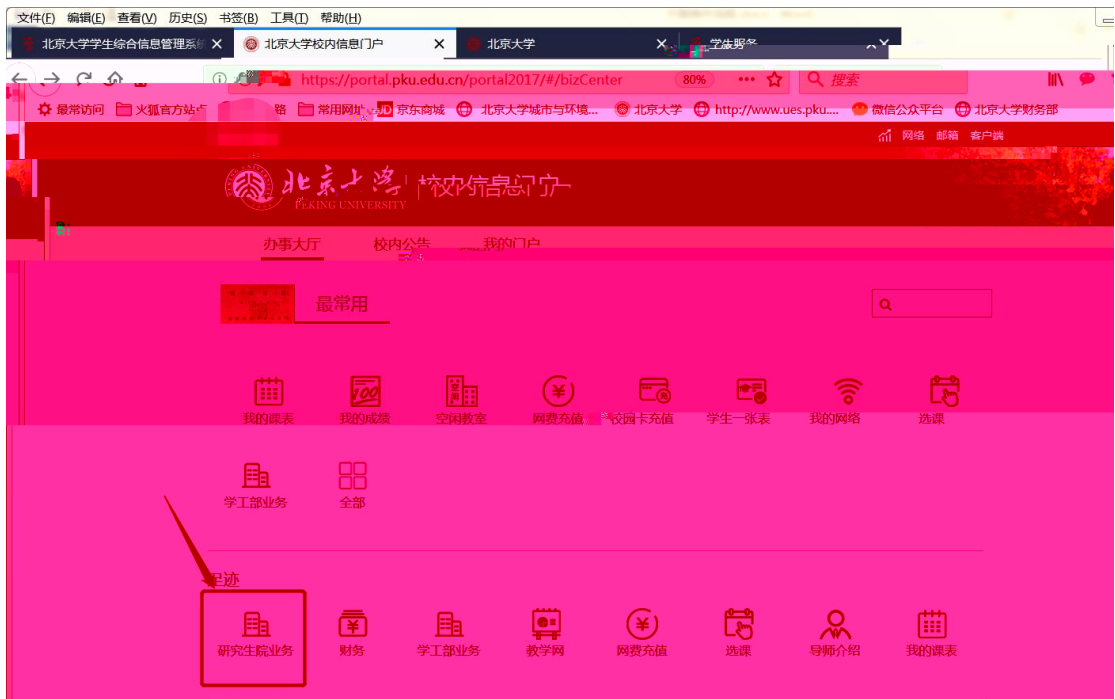 文件(F) 编辑(E) 查看(V) 历史(S) 书签(B) 工具(T) 帮助(H)
北京大学学生综合信息管理系统 北京大学校内信息门户 北京大学 学生服务
https://portal.pku.edu.cn/portal2017/#/bizCenter 80% 搜索
最常访问 火狐官方站点 常用网址 京东商城 北京大学城市与环境... 北京大学 http://www.ues.pku.... 微信公众平台 北京大学财务部
网络 邮箱 客户端
北京大学 校内信息门户
PEKING UNIVERSITY
办事大厅 校内公告 我的门户
最常用
我的课表 我的成绩 空闲教室 网费充值 校园卡充值 学生一张表 我的网络 选课
学工部业务 全部
足迹
研究生院业务 财务 学工部业务 教学网 网费充值 选课 导师介绍 我的课表